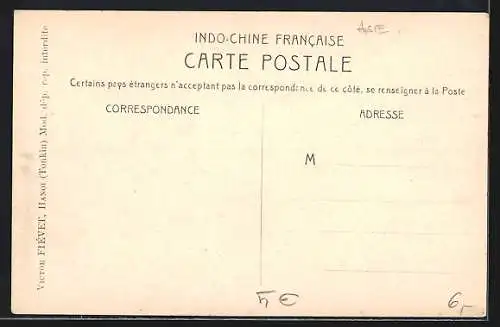 INDO-CHINE FRANÇAISE
ASIE
CARTE POSTALE
Certains pays étrangers n'acceptant pas la correspondance de ce côté, se renseigner à la Poste
CORRESPONDANCE
ADRESSE
M
Victor FIÉVET, Hanoi (Tonkin) Mod. dép. rep. interdite
6,-